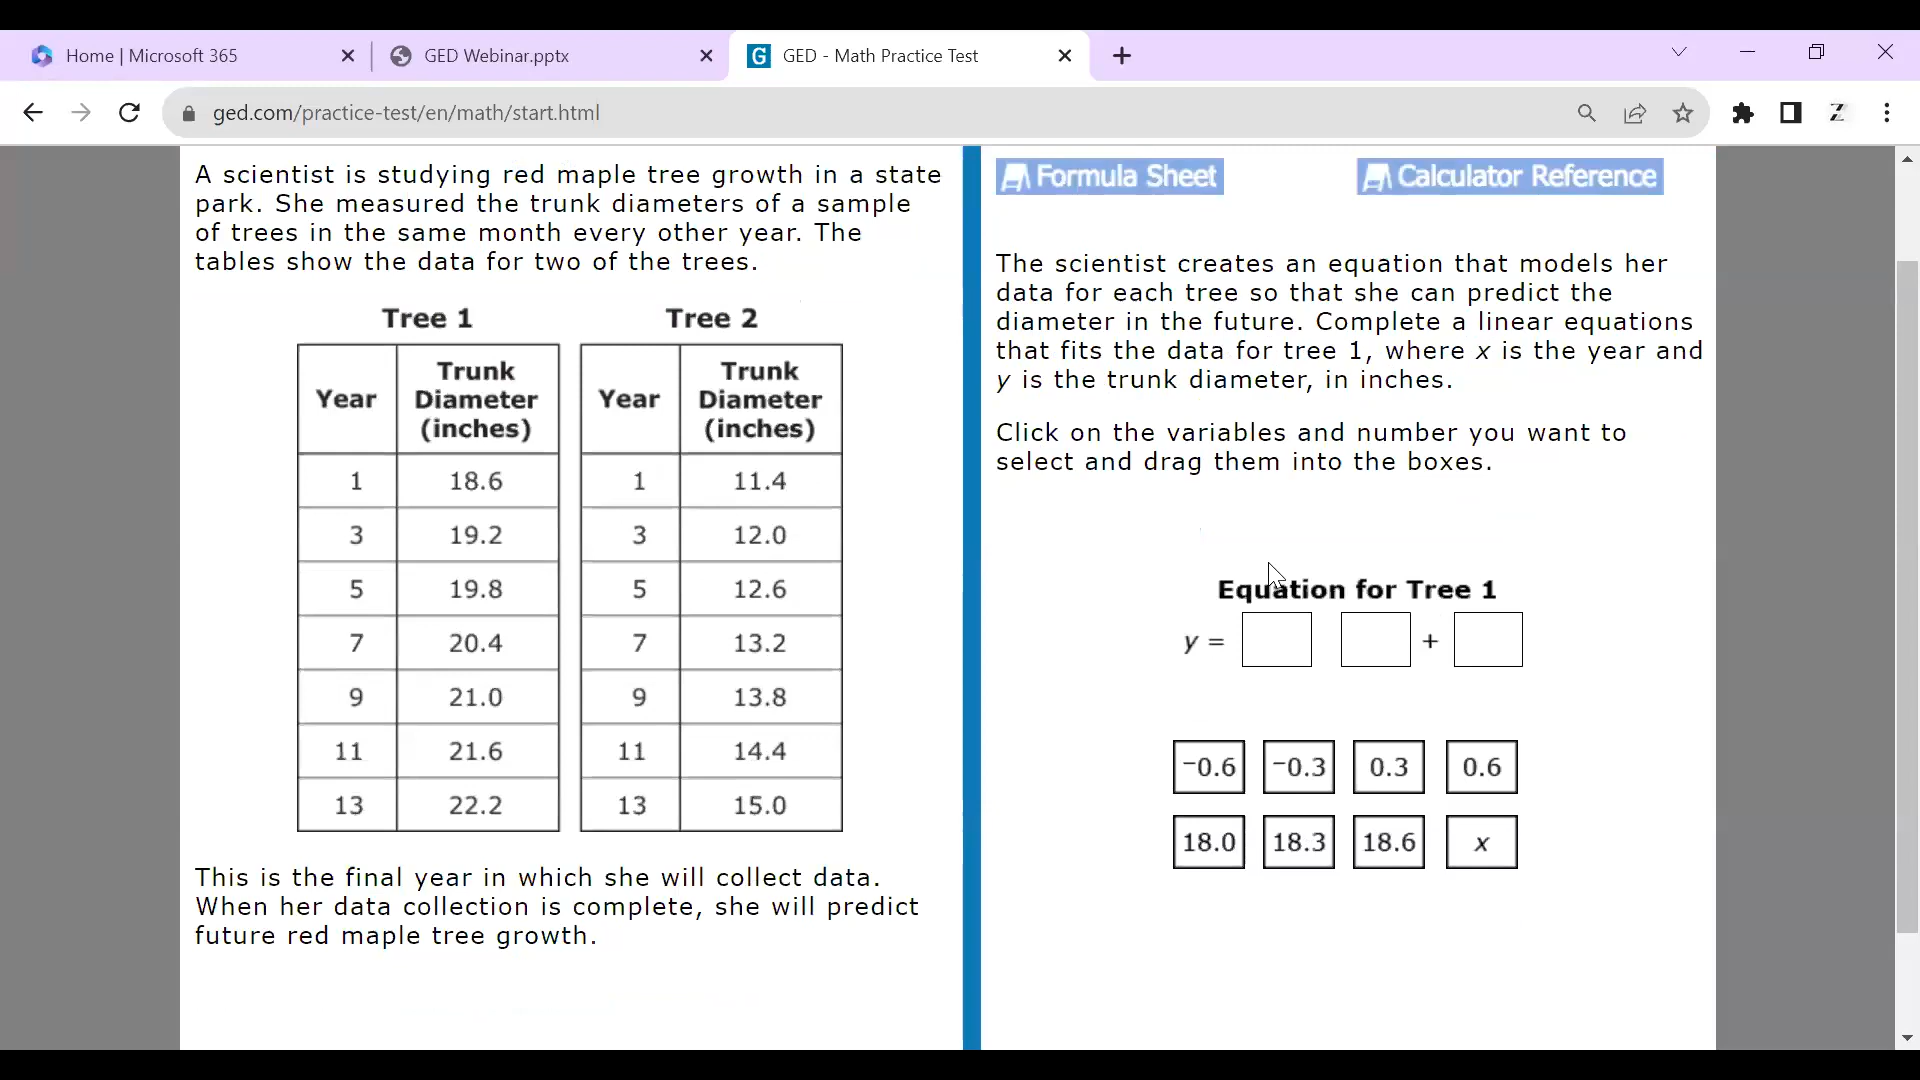 Home | Microsoft 365
GED Webinar.pptx
G GED - Math Practice Test
ged.com/practice-test/en/math/start.html
Z
A scientist is studying red maple tree growth in a state
park. She measured the trunk diameters of a sample
of trees in the same month every other year. The
tables show the data for two of the trees.
Tree 1 Tree 2
Year Trunk Diameter (inches) Year Trunk Diameter (inches)
1 18.6 1 11.4
3 19.2 3 12.0
5 19.8 5 12.6
7 20.4 7 13.2
9 21.0 9 13.8
11 21.6 11 14.4
13 22.2 13 15.0
This is the final year in which she will collect data.
When her data collection is complete, she will predict
future red maple tree growth.
Formula Sheet Calculator Reference
The scientist creates an equation that models her
data for each tree so that she can predict the
diameter in the future. Complete a linear equations
that fits the data for tree 1, where x is the year and
y is the trunk diameter, in inches.
Click on the variables and number you want to
select and drag them into the boxes.
Equation for Tree 1
y = +
⁻0.6 ⁻0.3 0.3 0.6
18.0 18.3 18.6 x